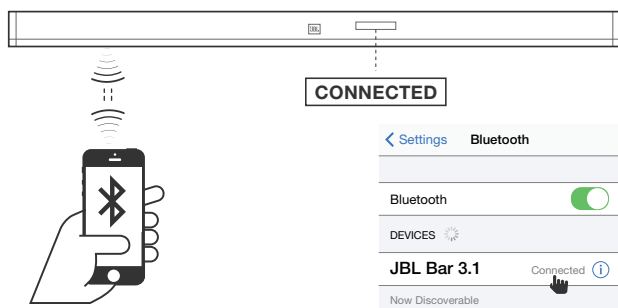 JBL
CONNECTED
Settings Bluetooth
Bluetooth
DEVICES
JBL Bar 3.1 Connected i
Now Discoverable